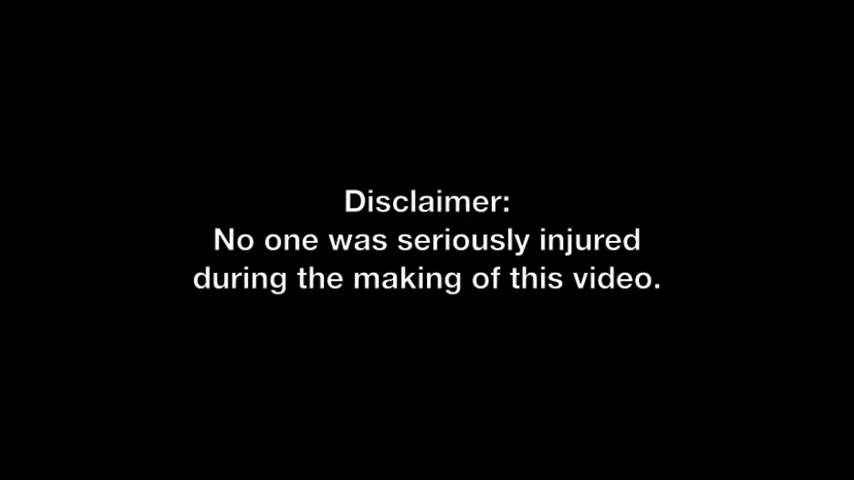 Disclaimer:
No one was seriously injured
during the making of this video.